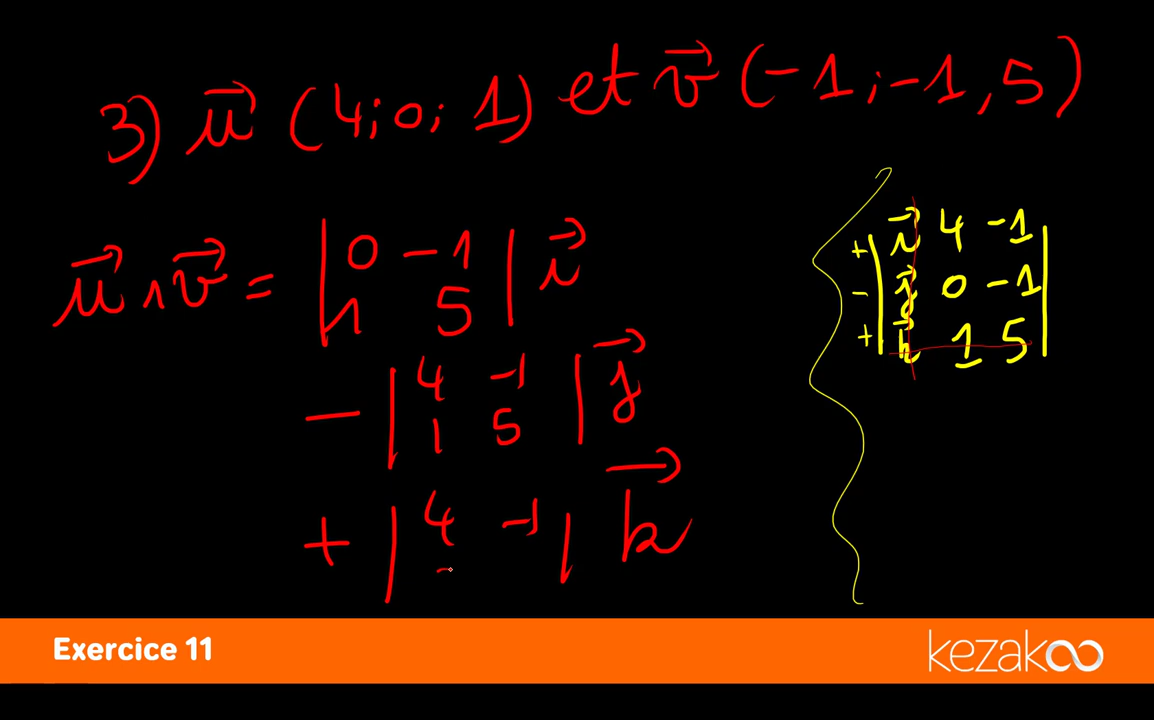 3) u⃗ (4; 0; 1) et v⃗ (-1; -1, 5)
+ | i⃗ 4 -1 |
- | j⃗ 0 -1 |
+ | k⃗ 1 5 |
u⃗ ∧ v⃗ = | 0 -1 | i⃗
1 5
- | 4 -1 | j⃗
1 5
+ | 4 -1 | k⃗
Exercice 11
kezakoo